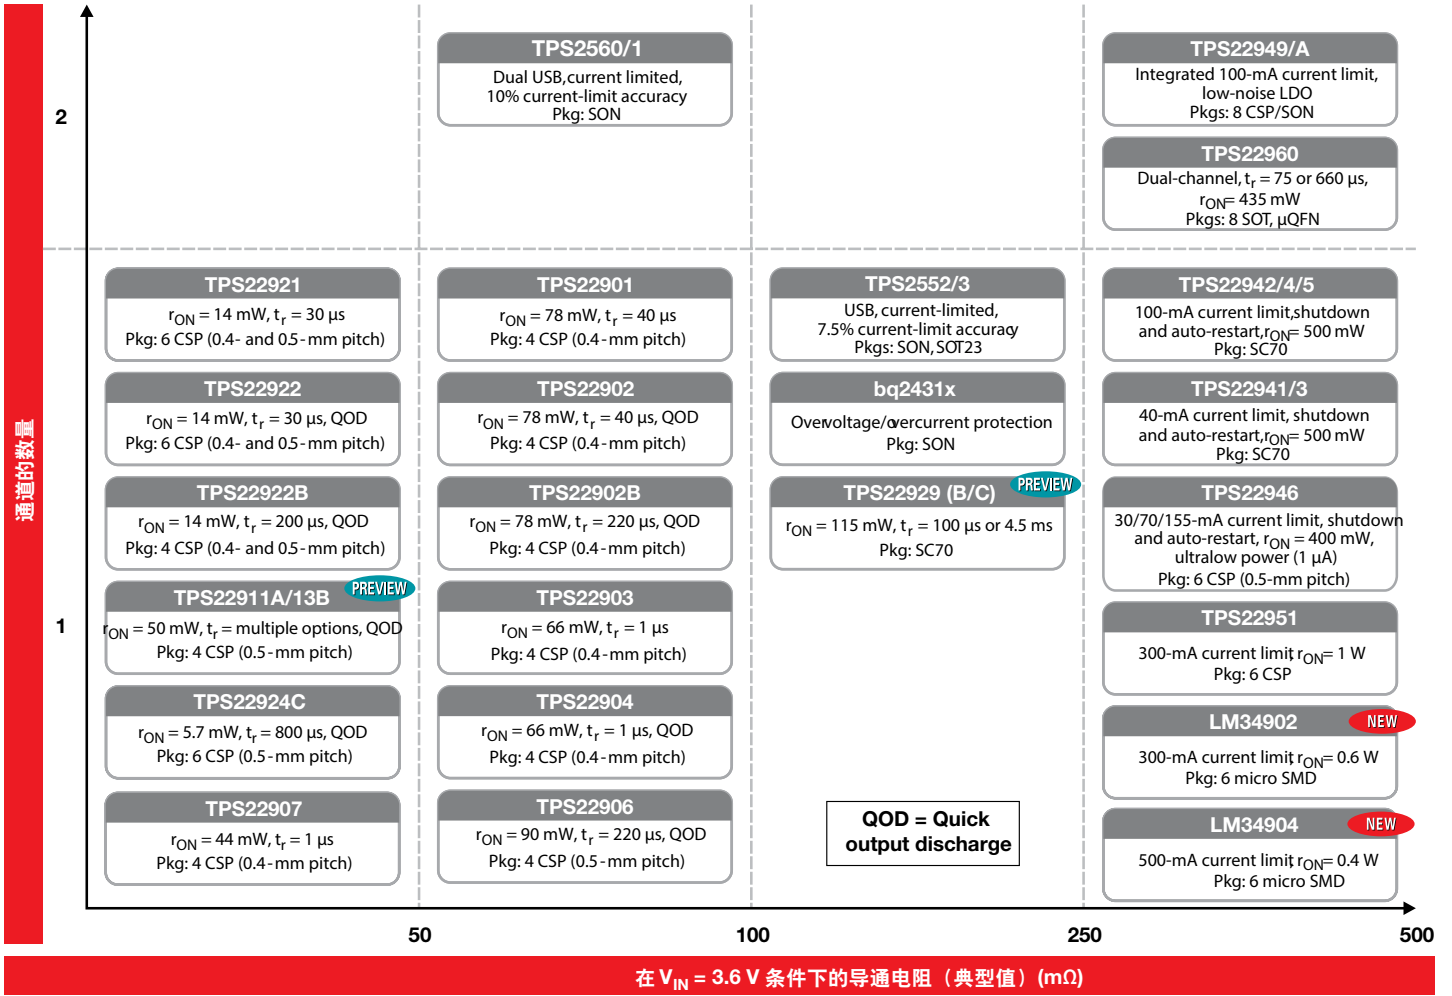 2
TPS2560/1
Dual USB, current limited,
10% current-limit accuracy
Pkg: SON
TPS22949/A
Integrated 100-mA current limit,
low-noise LDO
Pkgs: 8 CSP/SON
TPS22960
Dual-channel, tr = 75 or 660 µs,
rON= 435 mW
Pkgs: 8 SOT, µQFN
通道的数量
1
TPS22921
rON = 14 mW, tr = 30 µs
Pkg: 6 CSP (0.4- and 0.5-mm pitch)
TPS22922
rON = 14 mW, tr = 30 µs, QOD
Pkg: 6 CSP (0.4- and 0.5-mm pitch)
TPS22922B
rON = 14 mW, tr = 200 µs, QOD
Pkg: 4 CSP (0.4- and 0.5-mm pitch)
TPS22911A/13B
PREVIEW
rON = 50 mW, tr = multiple options, QOD
Pkg: 4 CSP (0.5-mm pitch)
TPS22924C
rON = 5.7 mW, tr = 800 µs, QOD
Pkg: 6 CSP (0.5-mm pitch)
TPS22907
rON = 44 mW, tr = 1 µs
Pkg: 4 CSP (0.4-mm pitch)
TPS22901
rON = 78 mW, tr = 40 µs
Pkg: 4 CSP (0.4-mm pitch)
TPS22902
rON = 78 mW, tr = 40 µs, QOD
Pkg: 4 CSP (0.4-mm pitch)
TPS22902B
rON = 78 mW, tr = 220 µs, QOD
Pkg: 4 CSP (0.4-mm pitch)
TPS22903
rON = 66 mW, tr = 1 µs
Pkg: 4 CSP (0.4-mm pitch)
TPS22904
rON = 66 mW, tr = 1 µs, QOD
Pkg: 4 CSP (0.4-mm pitch)
TPS22906
rON = 90 mW, tr = 220 µs, QOD
Pkg: 4 CSP (0.5-mm pitch)
TPS2552/3
USB, current-limited,
7.5% current-limit accuracy
Pkgs: SON, SOT23
bq2431x
Overvoltage/overcurrent protection
Pkg: SON
TPS22929 (B/C)
PREVIEW
rON = 115 mW, tr = 100 µs or 4.5 ms
Pkg: SC70
QOD = Quick
output discharge
TPS22942/4/5
100-mA current limit, shutdown
and auto-restart, rON= 500 mW
Pkg: SC70
TPS22941/3
40-mA current limit, shutdown
and auto-restart, rON= 500 mW
Pkg: SC70
TPS22946
30/70/155-mA current limit, shutdown
and auto-restart, rON = 400 mW,
ultralow power (1 µA)
Pkg: 6 CSP (0.5-mm pitch)
TPS22951
300-mA current limit, rON= 1 W
Pkg: 6 CSP
LM34902
NEW
300-mA current limit, rON= 0.6 W
Pkg: 6 micro SMD
LM34904
NEW
500-mA current limit, rON= 0.4 W
Pkg: 6 micro SMD
50 100 250 500
在 VIN = 3.6 V 条件下的导通电阻（典型值）(mΩ)